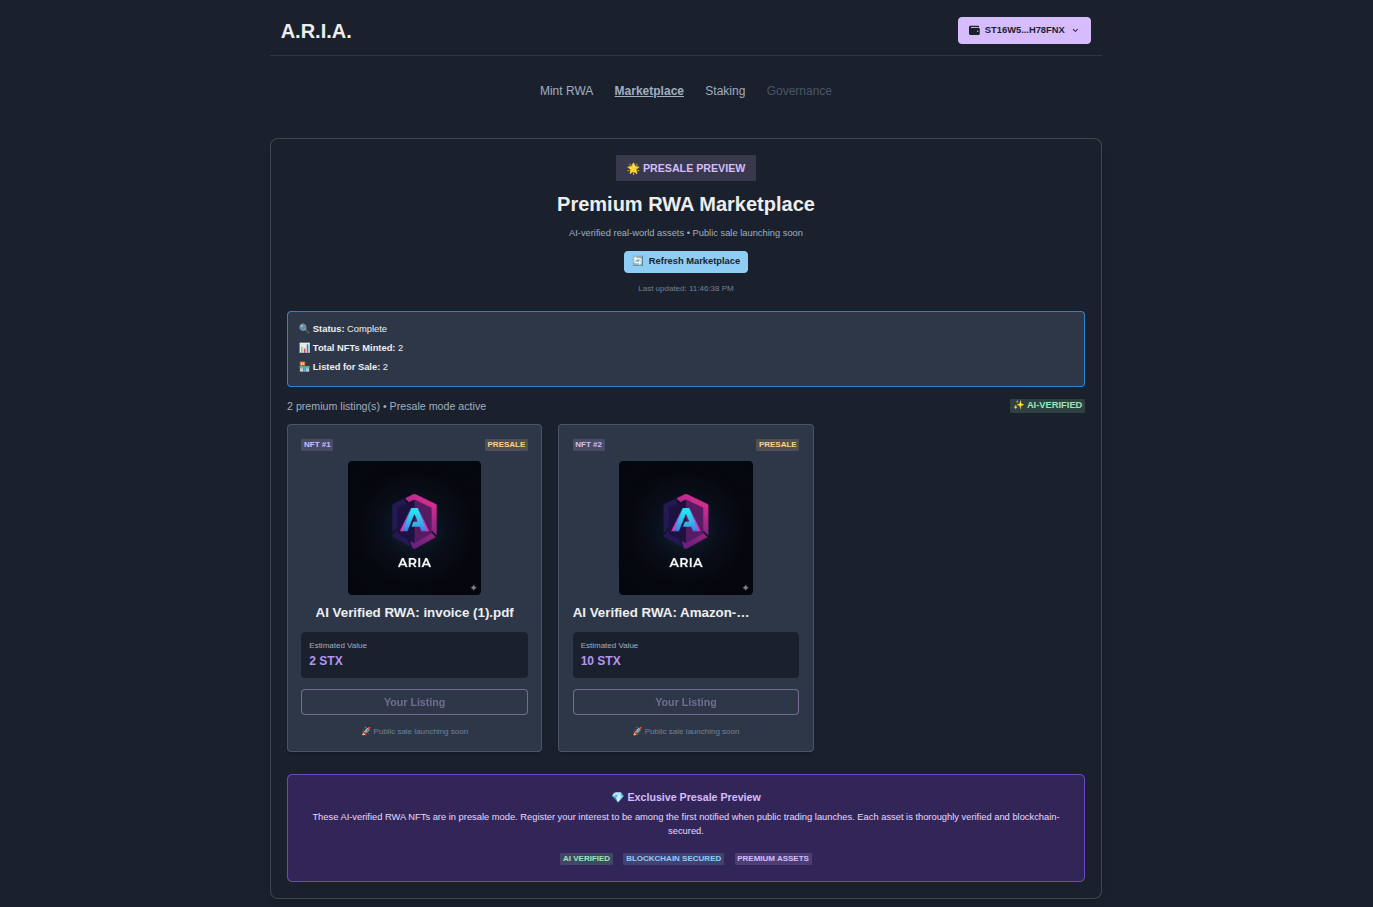 A.R.I.A.
ST16W5...H78FNX
Mint RWA Marketplace Staking Governance
🌟 PRESALE PREVIEW
Premium RWA Marketplace
AI-verified real-world assets • Public sale launching soon
🔄 Refresh Marketplace
Last updated: 11:46:38 PM
🔍 Status: Complete
📊 Total NFTs Minted: 2
🏪 Listed for Sale: 2
2 premium listing(s) • Presale mode active
✨ AI-VERIFIED
NFT #1 PRESALE
A
ARIA
AI Verified RWA: invoice (1).pdf
Estimated Value
2 STX
Your Listing
🚀 Public sale launching soon
NFT #2 PRESALE
A
ARIA
AI Verified RWA: Amazon-…
Estimated Value
10 STX
Your Listing
🚀 Public sale launching soon
💎 Exclusive Presale Preview
These AI-verified RWA NFTs are in presale mode. Register your interest to be among the first notified when public trading launches. Each asset is thoroughly verified and blockchain-
secured.
AI VERIFIED BLOCKCHAIN SECURED PREMIUM ASSETS